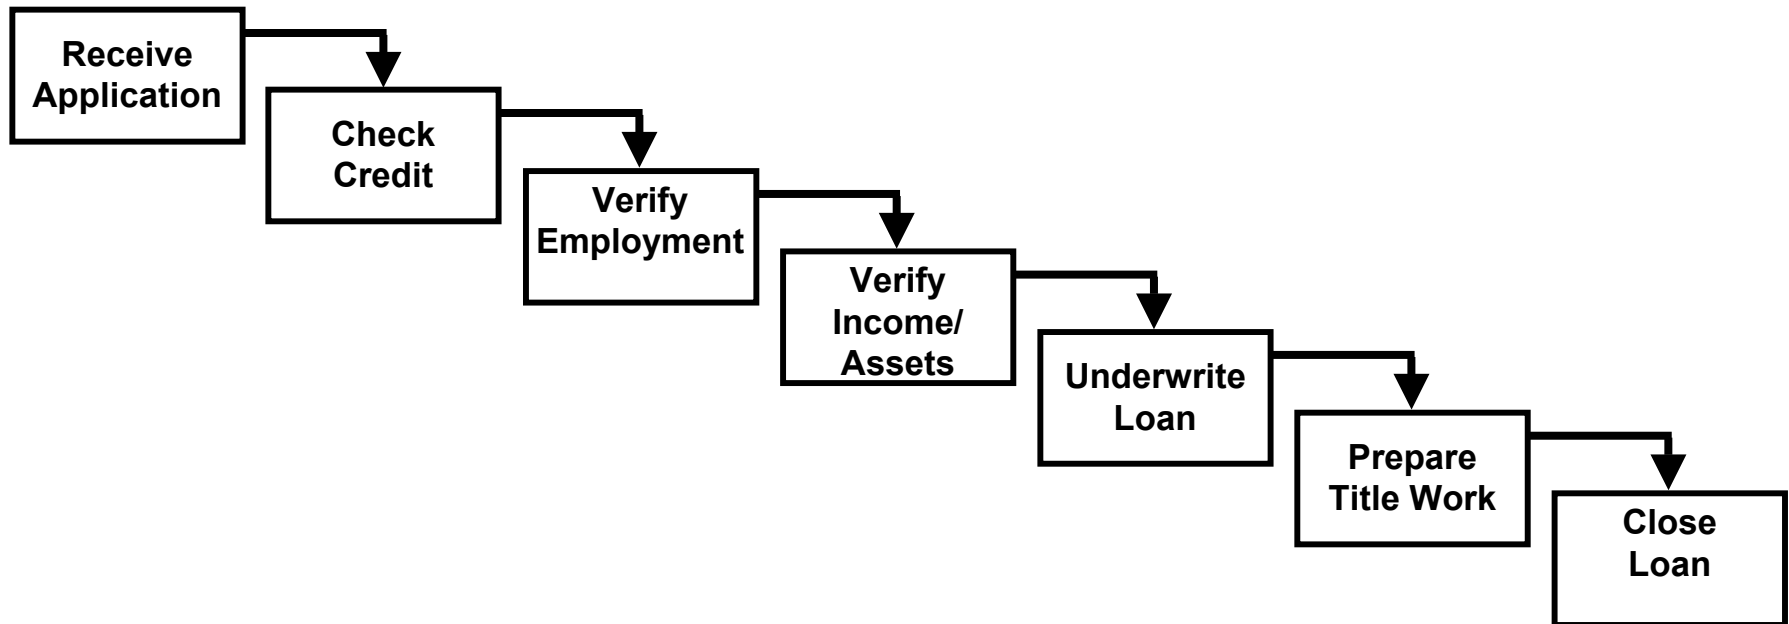 Receive
Application
Check
Credit
Verify
Employment
Verify
Income/
Assets
Underwrite
Loan
Prepare
Title Work
Close
Loan